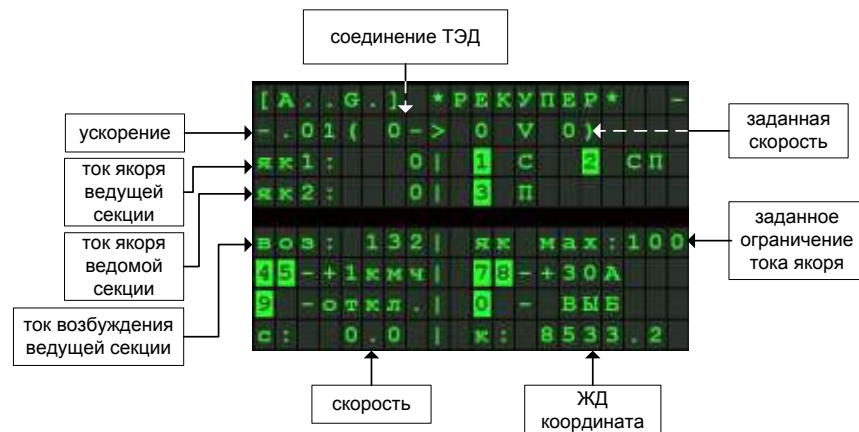 соединение ТЭД
[А..G.] *РЕКУПЕР* -
ускорение
-.01( 0-> 0 V 0)
заданная
скорость
ток якоря
ведущей
секции
як1: 0| 1 С 2 СП
ток якоря
ведомой
секции
як2: 0| 3 П
воз: 132| як мах:100
заданное
ограничение
тока якоря
45-+1кмч| 78-+30А
ток возбуждения
ведущей секции
9 -откл.| 0 - ВЫБ
с: 0.0 | к: 8533.2
скорость
ЖД
координата